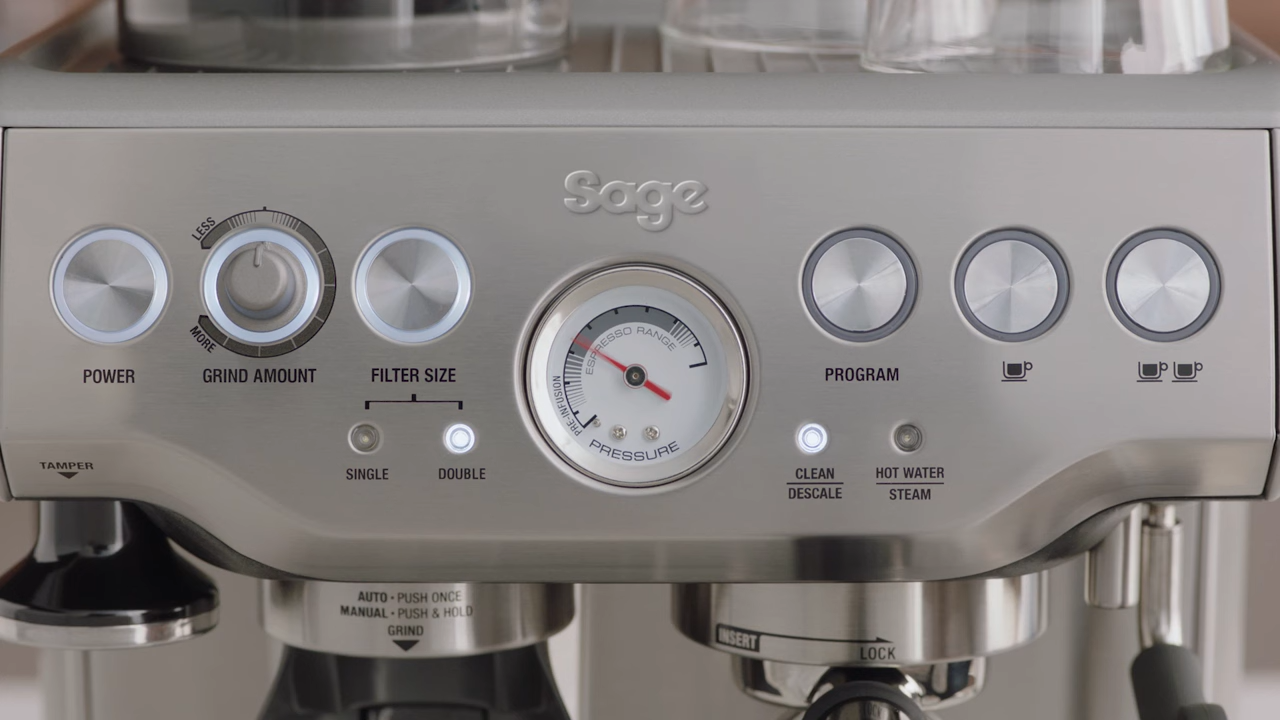 Sage
LESS
MORE
POWER
GRIND AMOUNT
FILTER SIZE
SINGLE
DOUBLE
ESPRESSO RANGE
PRE-INFUSION
PRESSURE
PROGRAM
CLEAN
DESCALE
HOT WATER
STEAM
TAMPER
AUTO • PUSH ONCE
MANUAL • PUSH & HOLD
GRIND
INSERT
LOCK